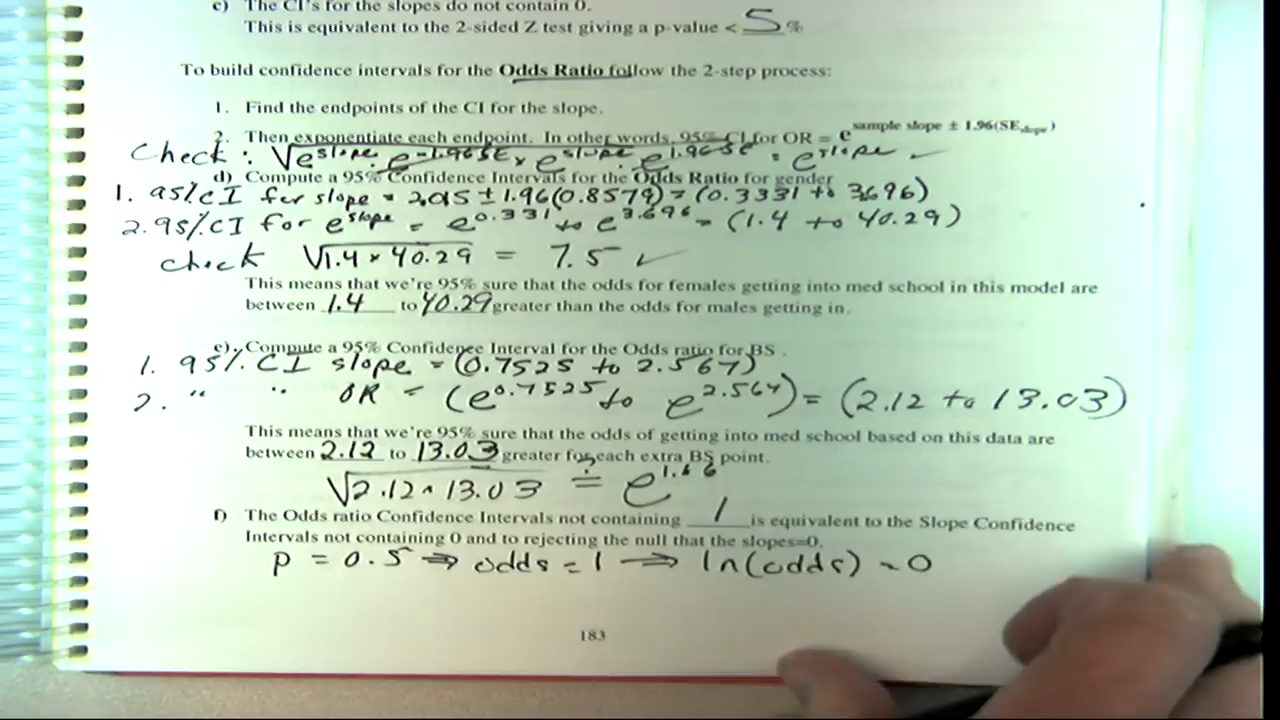 c) The CI's for the slopes do not contain 0.
This is equivalent to the 2-sided Z test giving a p-value < 5 %
To build confidence intervals for the Odds Ratio follow the 2-step process:
1. Find the endpoints of the CI for the slope.
2. Then exponentiate each endpoint. In other words, 95% CI for OR = e^sample slope ± 1.96(SE_slope)
Check: √e^slope · e^-1.96SE × e^slope · e^1.96SE = e^slope ✓
d) Compute a 95% Confidence Intervals for the Odds Ratio for gender
1. 95% CI for slope = 2.015 ± 1.96(0.8579) = (0.3331 to 3.696)
2. 95% CI for e^slope = e^0.331 to e^3.696 = (1.4 to 40.29)
check √1.4 × 40.29 = 7.5 ✓
This means that we're 95% sure that the odds for females getting into med school in this model are
between 1.4 to 40.29 greater than the odds for males getting in.
e) Compute a 95% Confidence Interval for the Odds ratio for BS .
1. 95% CI slope = (0.7525 to 2.567)
2. " " OR = (e^0.7525 to e^2.567) = (2.12 to 13.03)
This means that we're 95% sure that the odds of getting into med school based on this data are
between 2.12 to 13.03 greater for each extra BS point.
√2.12 × 13.03 ≐ e^1.66
f) The Odds ratio Confidence Intervals not containing 1 is equivalent to the Slope Confidence
Intervals not containing 0 and to rejecting the null that the slopes=0.
p = 0.5 ⇒ odds = 1 ⇒ ln(odds) = 0
183